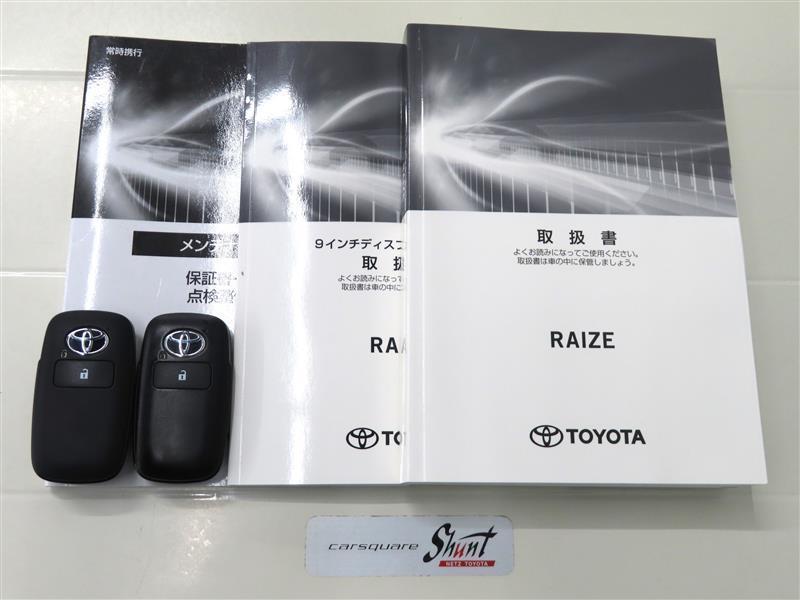 常時携行
メンテ
保証書
点検整
9インチディスプ
取扱
よくお読みになって
取扱書は車の中に
RA
TO
取扱書
よくお読みになってご使用ください。
取扱書は車の中に保管しましょう。
RAIZE
TOYOTA
carsquare Shunt
NETZ TOYOTA